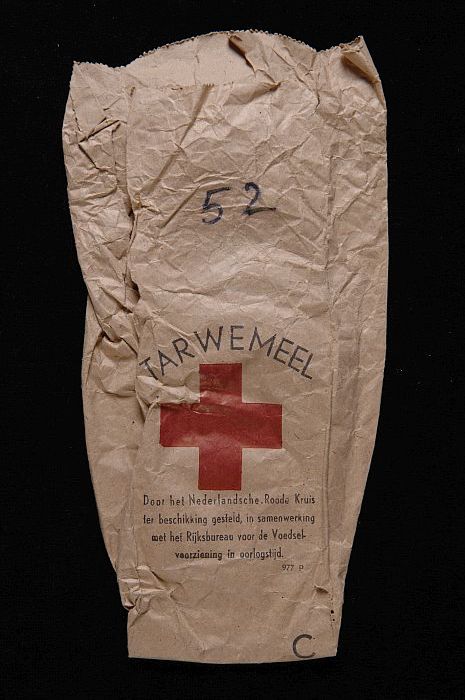 52
TARWEMEEL
Door het Nederlandsche Roode Kruis
ter beschikking gesteld, in samenwerking
met het Rijksbureau voor de Voedsel-
voorziening in oorlogstijd.
977 P
C